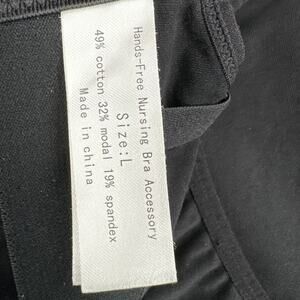 Hands-Free Nursing Bra Accessory
Size:L
49% cotton 32% modal 19% spandex
Made in china